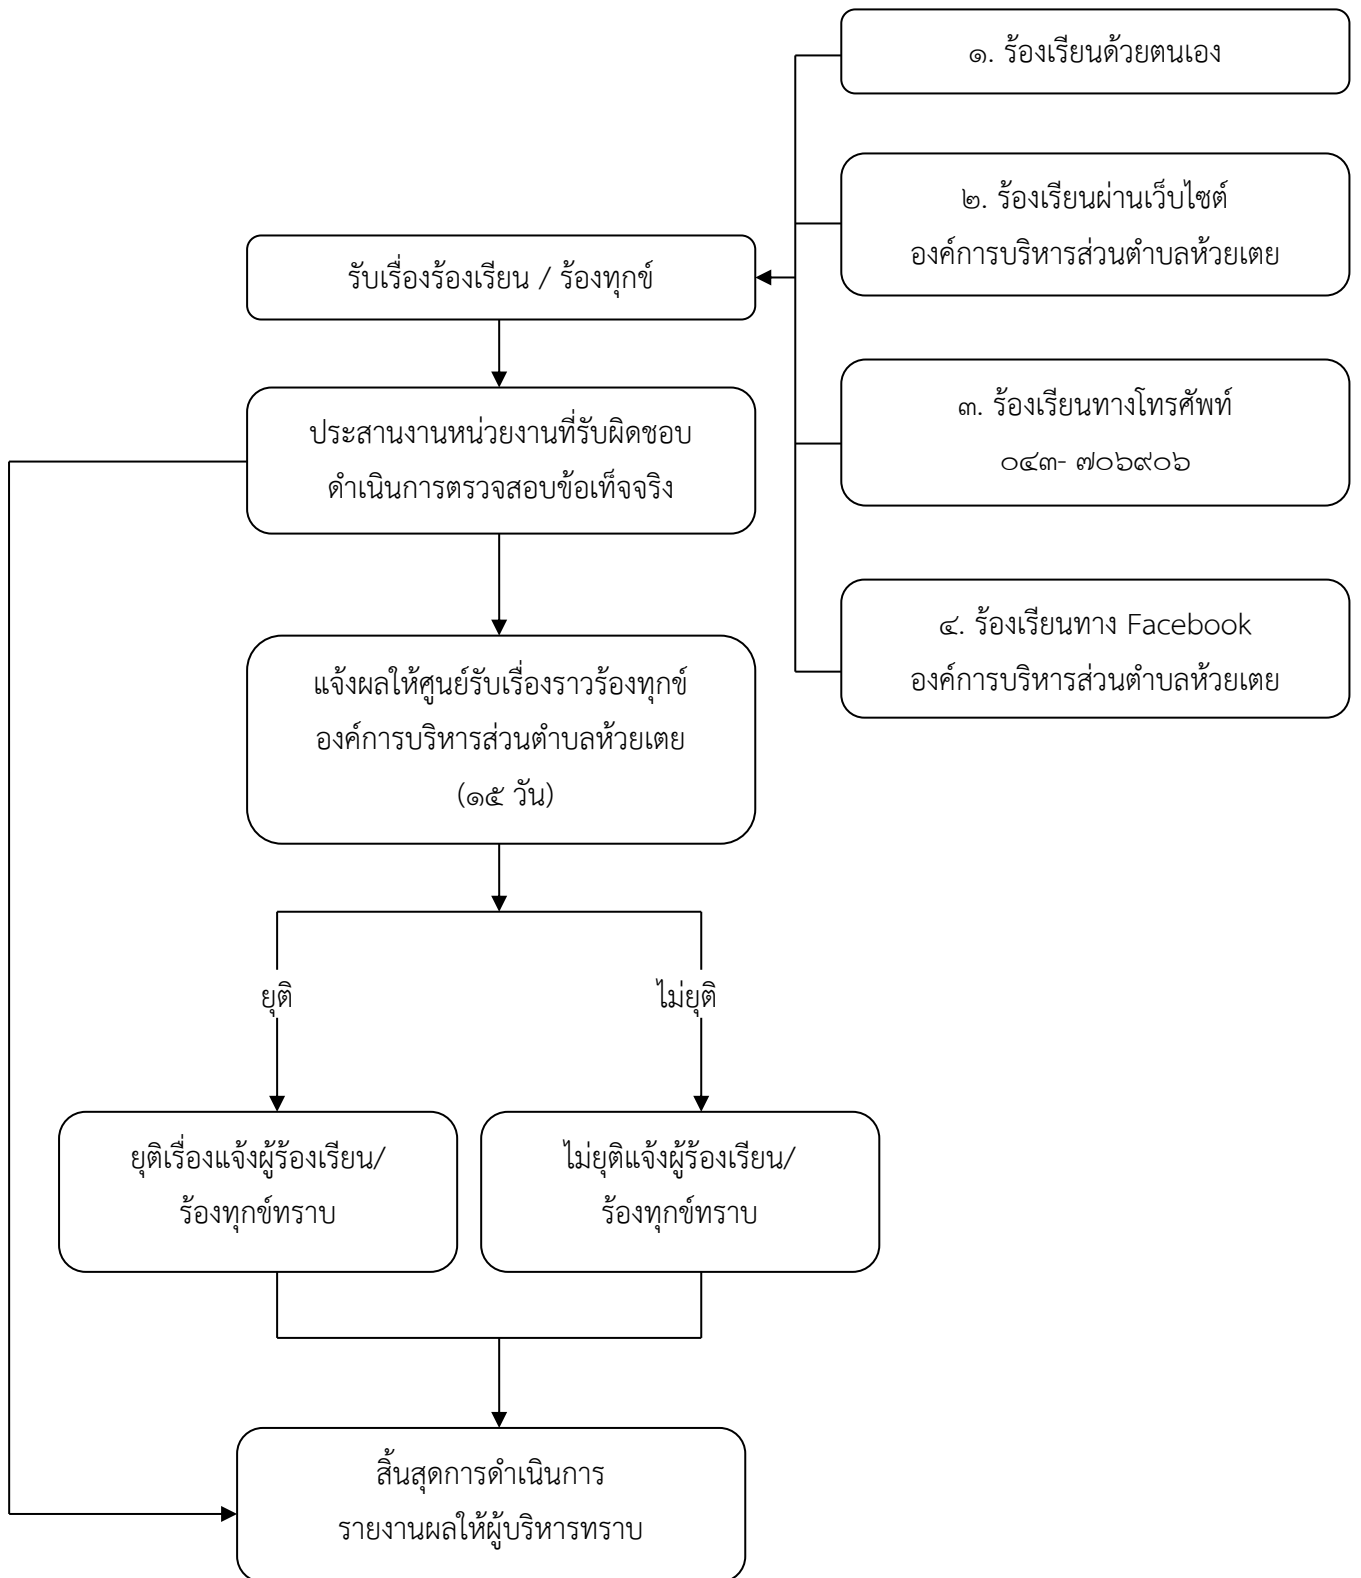 ๑. ร้องเรียนด้วยตนเอง
๒. ร้องเรียนผ่านเว็บไซต์
องค์การบริหารส่วนตำบลห้วยเตย
รับเรื่องร้องเรียน / ร้องทุกข์
๓. ร้องเรียนทางโทรศัพท์
๐๔๓- ๗๐๖๙๐๖
ประสานงานหน่วยงานที่รับผิดชอบ
ดำเนินการตรวจสอบข้อเท็จจริง
๔. ร้องเรียนทาง Facebook
องค์การบริหารส่วนตำบลห้วยเตย
แจ้งผลให้ศูนย์รับเรื่องราวร้องทุกข์
องค์การบริหารส่วนตำบลห้วยเตย
(๑๕ วัน)
ยุติ
ไม่ยุติ
ยุติเรื่องแจ้งผู้ร้องเรียน/
ร้องทุกข์ทราบ
ไม่ยุติแจ้งผู้ร้องเรียน/
ร้องทุกข์ทราบ
สิ้นสุดการดำเนินการ
รายงานผลให้ผู้บริหารทราบ